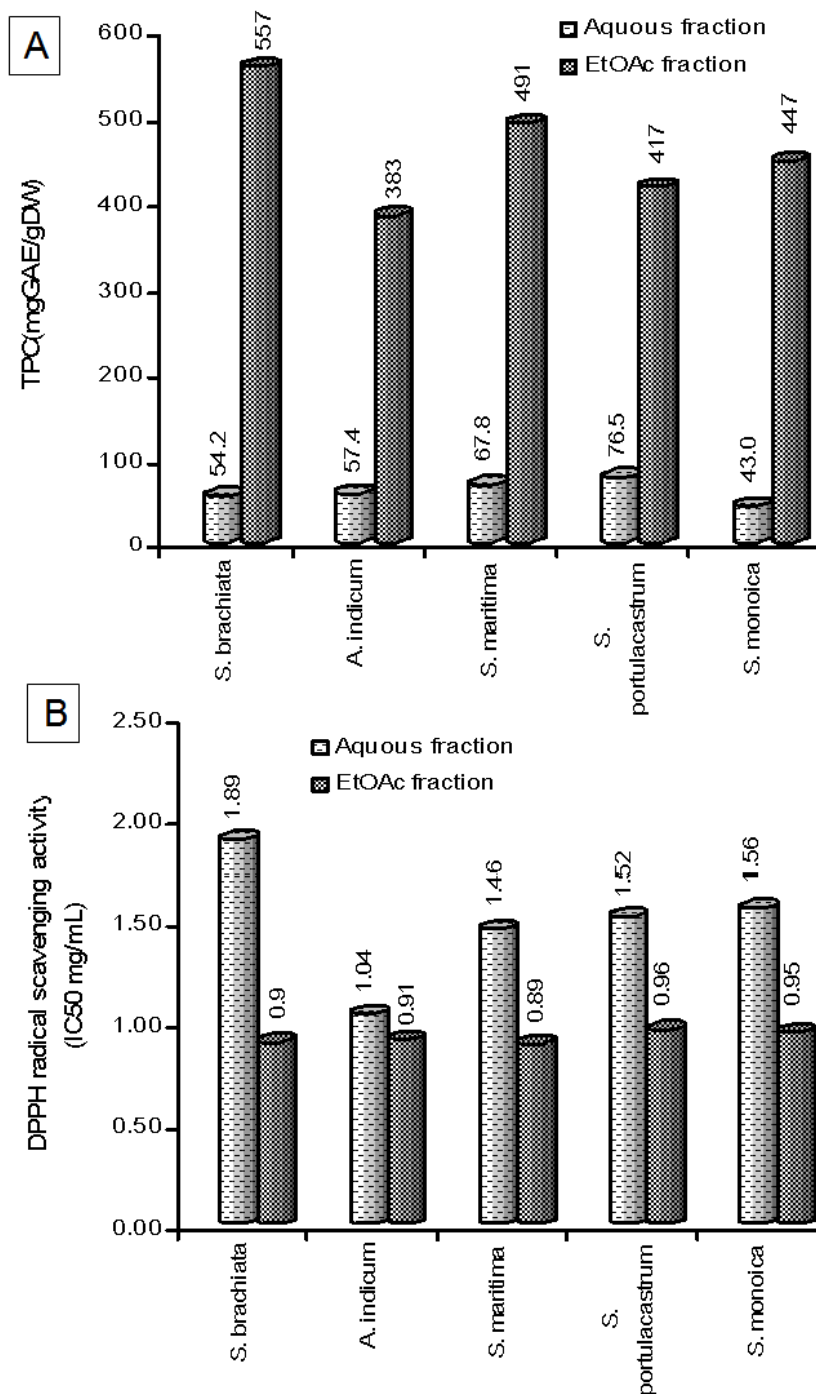 A
Aquous fraction
EtOAc fraction
TPC(mgGAE/gDW)
600
500
400
300
200
100
0
54.2
557
57.4
383
67.8
491
76.5
417
43.0
447
S. brachiata
A. indicum
S. maritima
S.
portulacastrum
S. monoica
B
Aquous fraction
EtOAc fraction
DPPH radical scavenging activity
(IC50 mg/mL)
2.50
2.00
1.50
1.00
0.50
0.00
1.89
0.9
1.04
0.91
1.46
0.89
1.52
0.96
1.56
0.95
S. brachiata
A. indicum
S. maritima
S.
portulacastrum
S. monoica